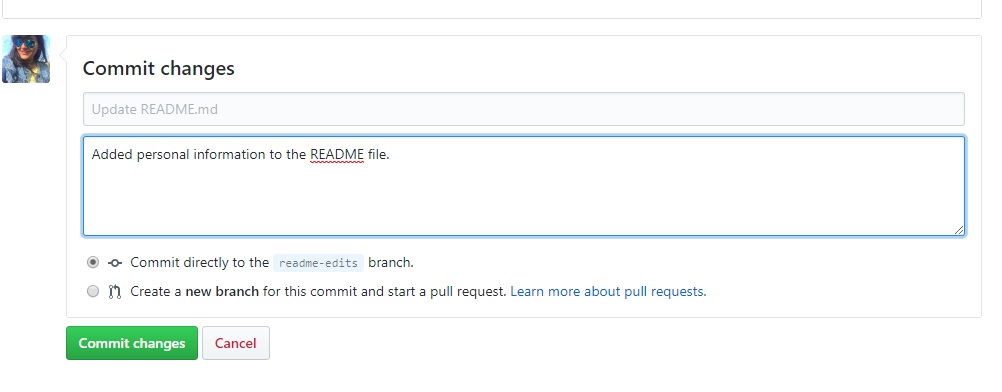 Commit changes
Update README.md
Added personal information to the README file.
Commit directly to the readme-edits branch.
Create a new branch for this commit and start a pull request. Learn more about pull requests.
Commit changes Cancel